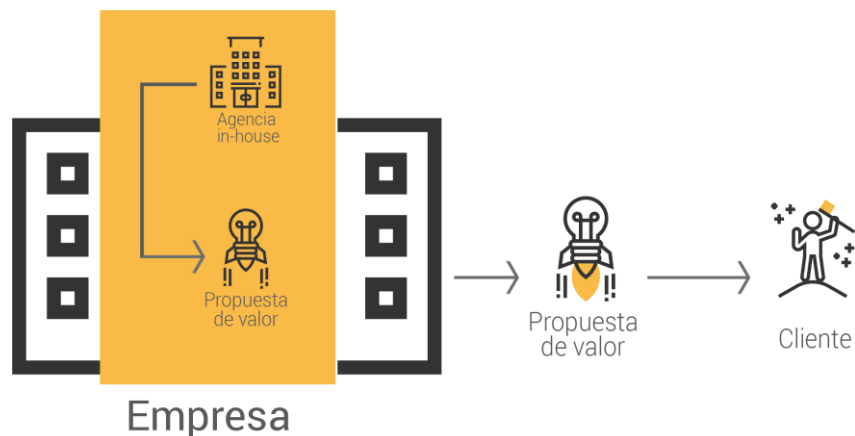 Agencia
in-house
Propuesta
de valor
Empresa
Propuesta
de valor
Cliente